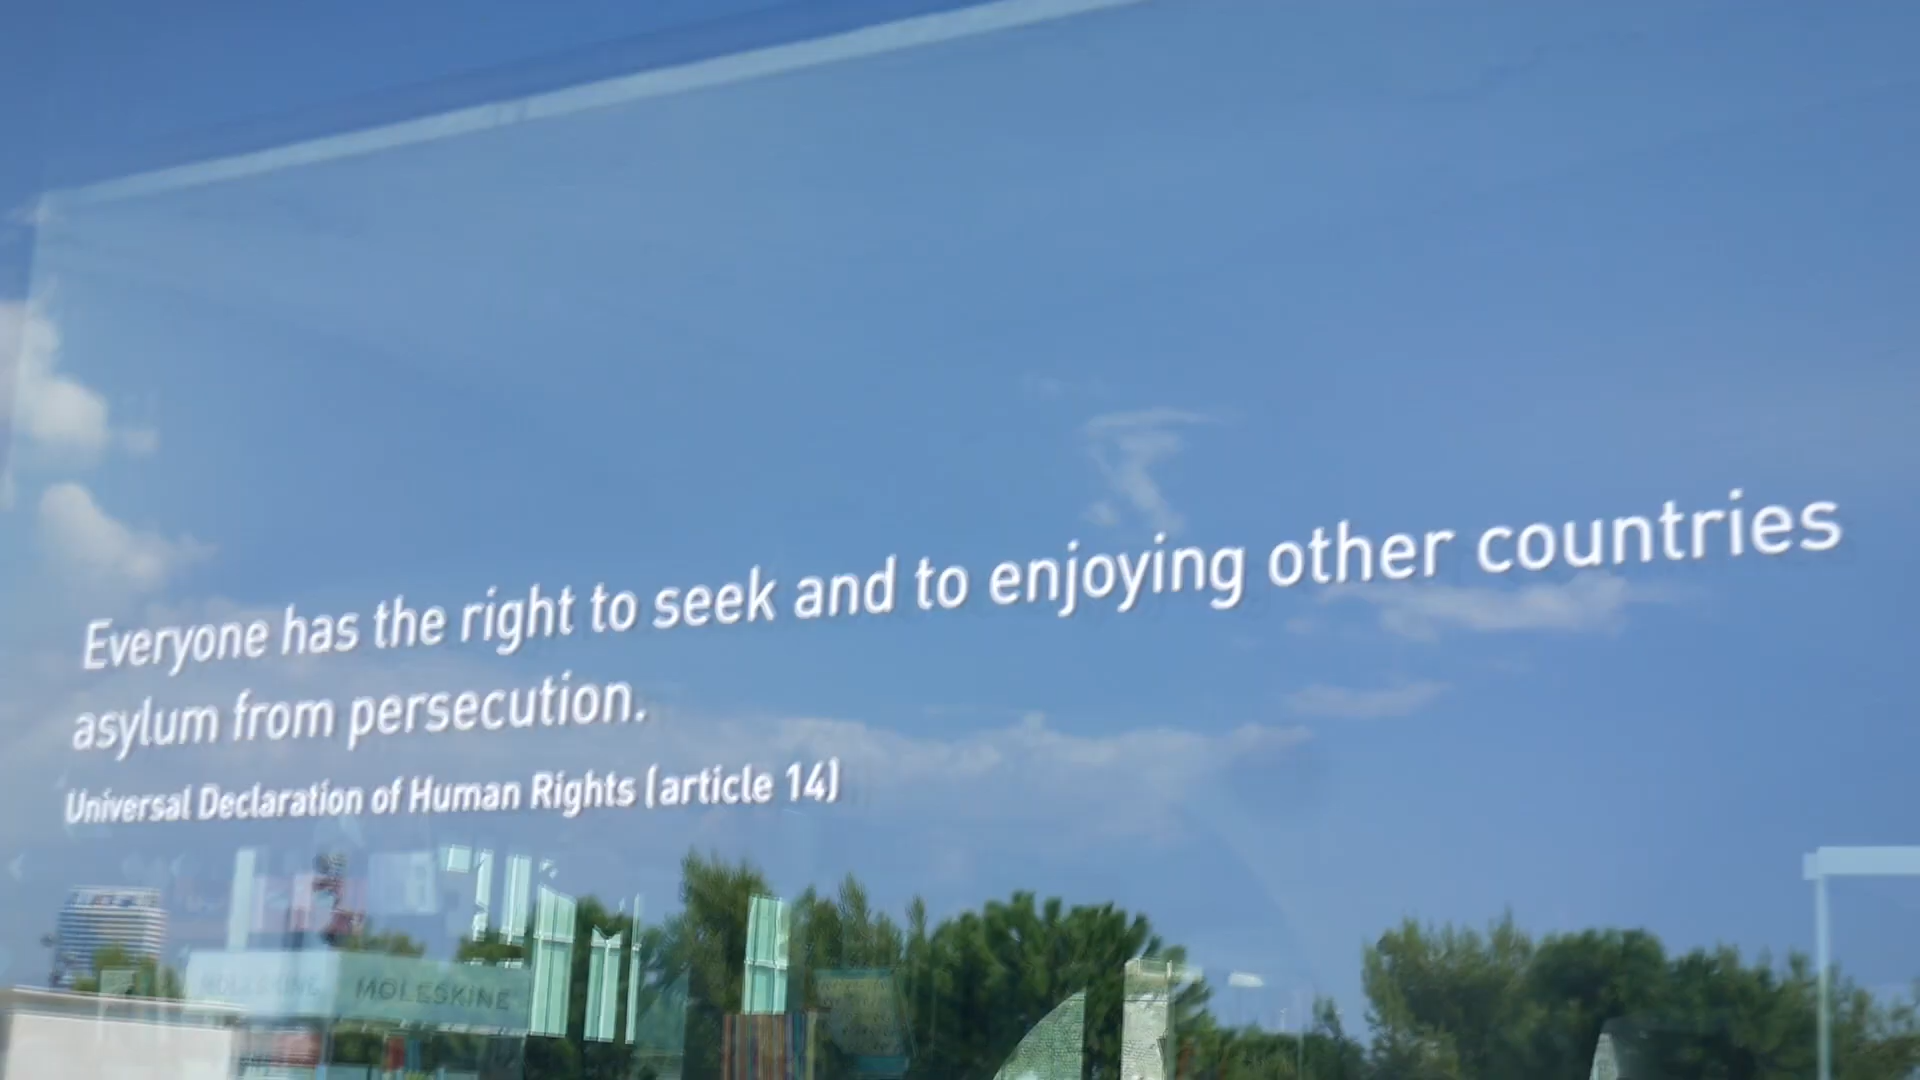 Everyone has the right to seek and to enjoying other countries
asylum from persecution.
Universal Declaration of Human Rights (article 14)
MOLESKINE MOLESKINE